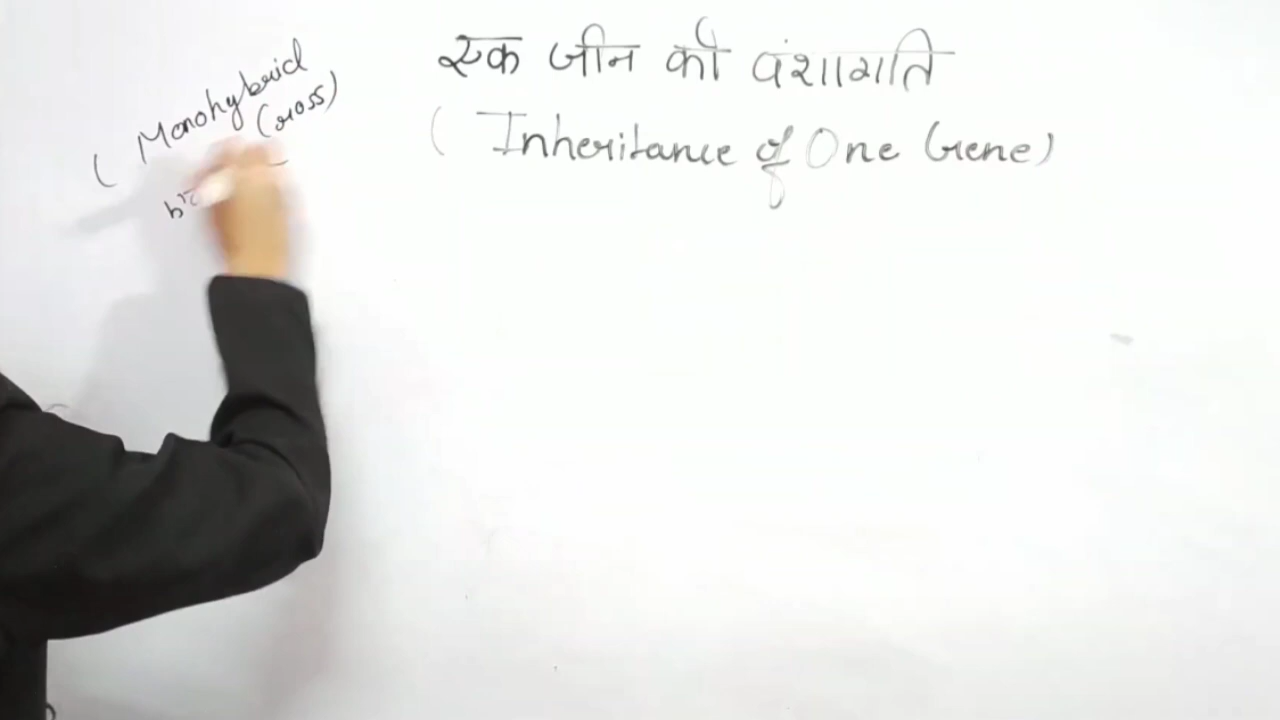 एक जीन की वंशागति
( Inheritance of One Gene)
( Monohybrid
Cross)